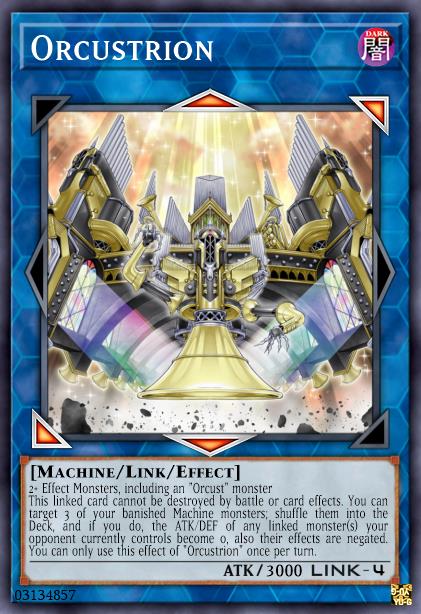 ORCUSTRION
DARK
闇
[MACHINE/LINK/EFFECT]
2+ Effect Monsters, including an "Orcust" monster
This linked card cannot be destroyed by battle or card effects. You can
target 3 of your banished Machine monsters; shuffle them into the
Deck, and if you do, the ATK/DEF of any linked monster(s) your
opponent currently controls become 0, also their effects are negated.
You can only use this effect of "Orcustrion" once per turn.
ATK/3000 LINK-4
03134857